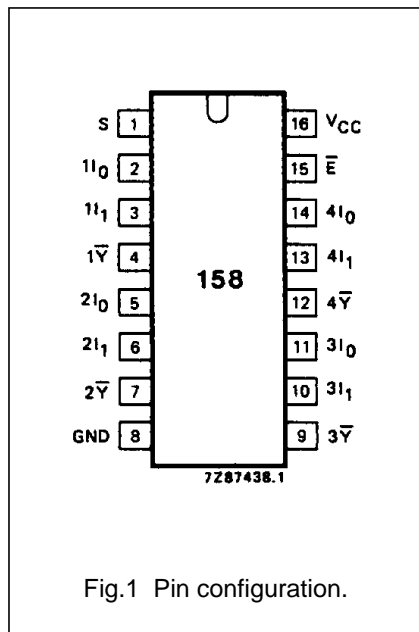 S 1 16 V_CC
1I₀ 2 15 E̅
1I₁ 3 14 4I₀
1Y̅ 4 13 4I₁
158
2I₀ 5 12 4Y̅
2I₁ 6 11 3I₀
2Y̅ 7 10 3I₁
GND 8 9 3Y̅
7Z87438.1
Fig.1 Pin configuration.